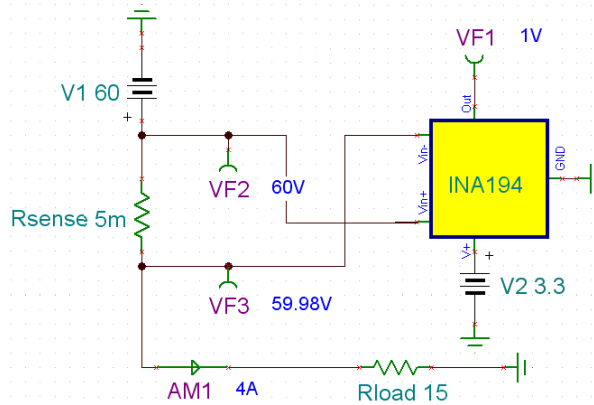 VF1 1V
V1 60
+
Out
Vin-
GND
INA194
VF2 60V
Vin+
Rsense 5m
V+
+
V2 3.3
VF3 59.98V
AM1 4A
Rload 15